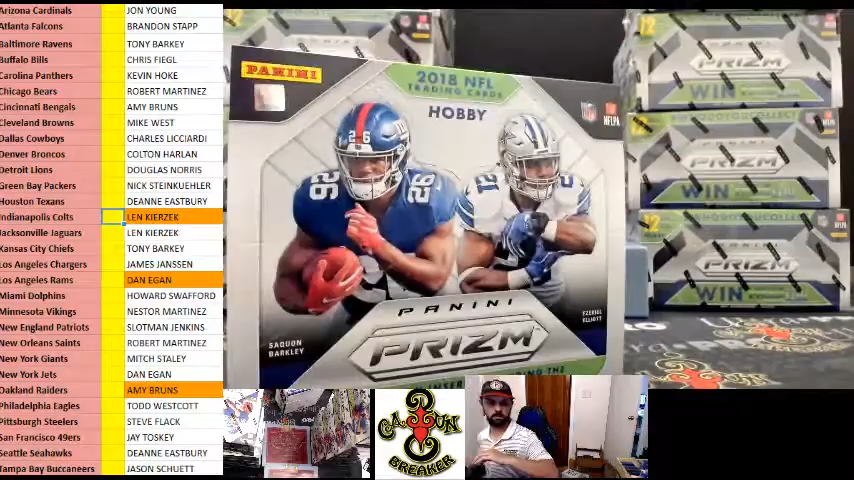 Arizona Cardinals JON YOUNG
Atlanta Falcons BRANDON STAPP
Baltimore Ravens TONY BARKEY
Buffalo Bills CHRIS FIEGL
Carolina Panthers KEVIN HOKE
Chicago Bears ROBERT MARTINEZ
Cincinnati Bengals AMY BRUNS
Cleveland Browns MIKE WEST
Dallas Cowboys CHARLES LICCIARDI
Denver Broncos COLTON HARLAN
Detroit Lions DOUGLAS NORRIS
Green Bay Packers NICK STEINKUEHLER
Houston Texans DEANNE EASTBURY
Indianapolis Colts LEN KIERZEK
Jacksonville Jaguars LEN KIERZEK
Kansas City Chiefs TONY BARKEY
Los Angeles Chargers JAMES JANSSEN
Los Angeles Rams DAN EGAN
Miami Dolphins HOWARD SWAFFORD
Minnesota Vikings NESTOR MARTINEZ
New England Patriots SLOTMAN JENKINS
New Orleans Saints ROBERT MARTINEZ
New York Giants MITCH STALEY
New York Jets DAN EGAN
Oakland Raiders AMY BRUNS
Philadelphia Eagles TODD WESTCOTT
Pittsburgh Steelers STEVE FLACK
San Francisco 49ers JAY TOSKEY
Seattle Seahawks DEANNE EASTBURY
Tampa Bay Buccaneers JASON SCHUETT
PANINI
2018 NFL
TRADING CARDS
HOBBY
NFLPA
26
26
26
21
SAQUON
BARKLEY
EZEKIEL
ELLIOTT
PANINI
PRIZM
12
PRIZM
WIN
PRIZM
WIN
12
PRIZM
WIN
CAJUN
BREAKER